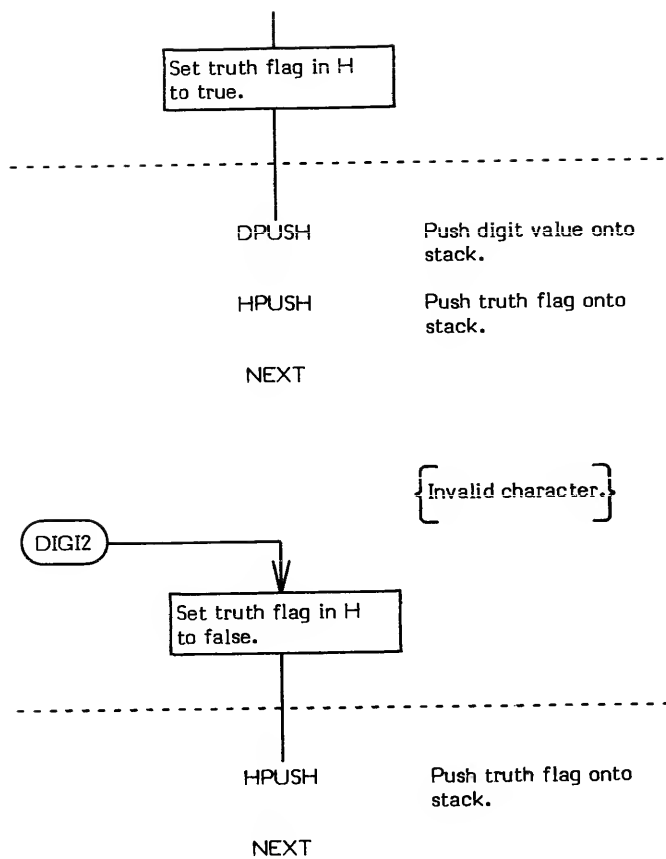 Set truth flag in H
to true.
DPUSH
Push digit value onto
stack.
HPUSH
Push truth flag onto
stack.
NEXT
{Invalid character.}
DIGI2
Set truth flag in H
to false.
HPUSH
Push truth flag onto
stack.
NEXT